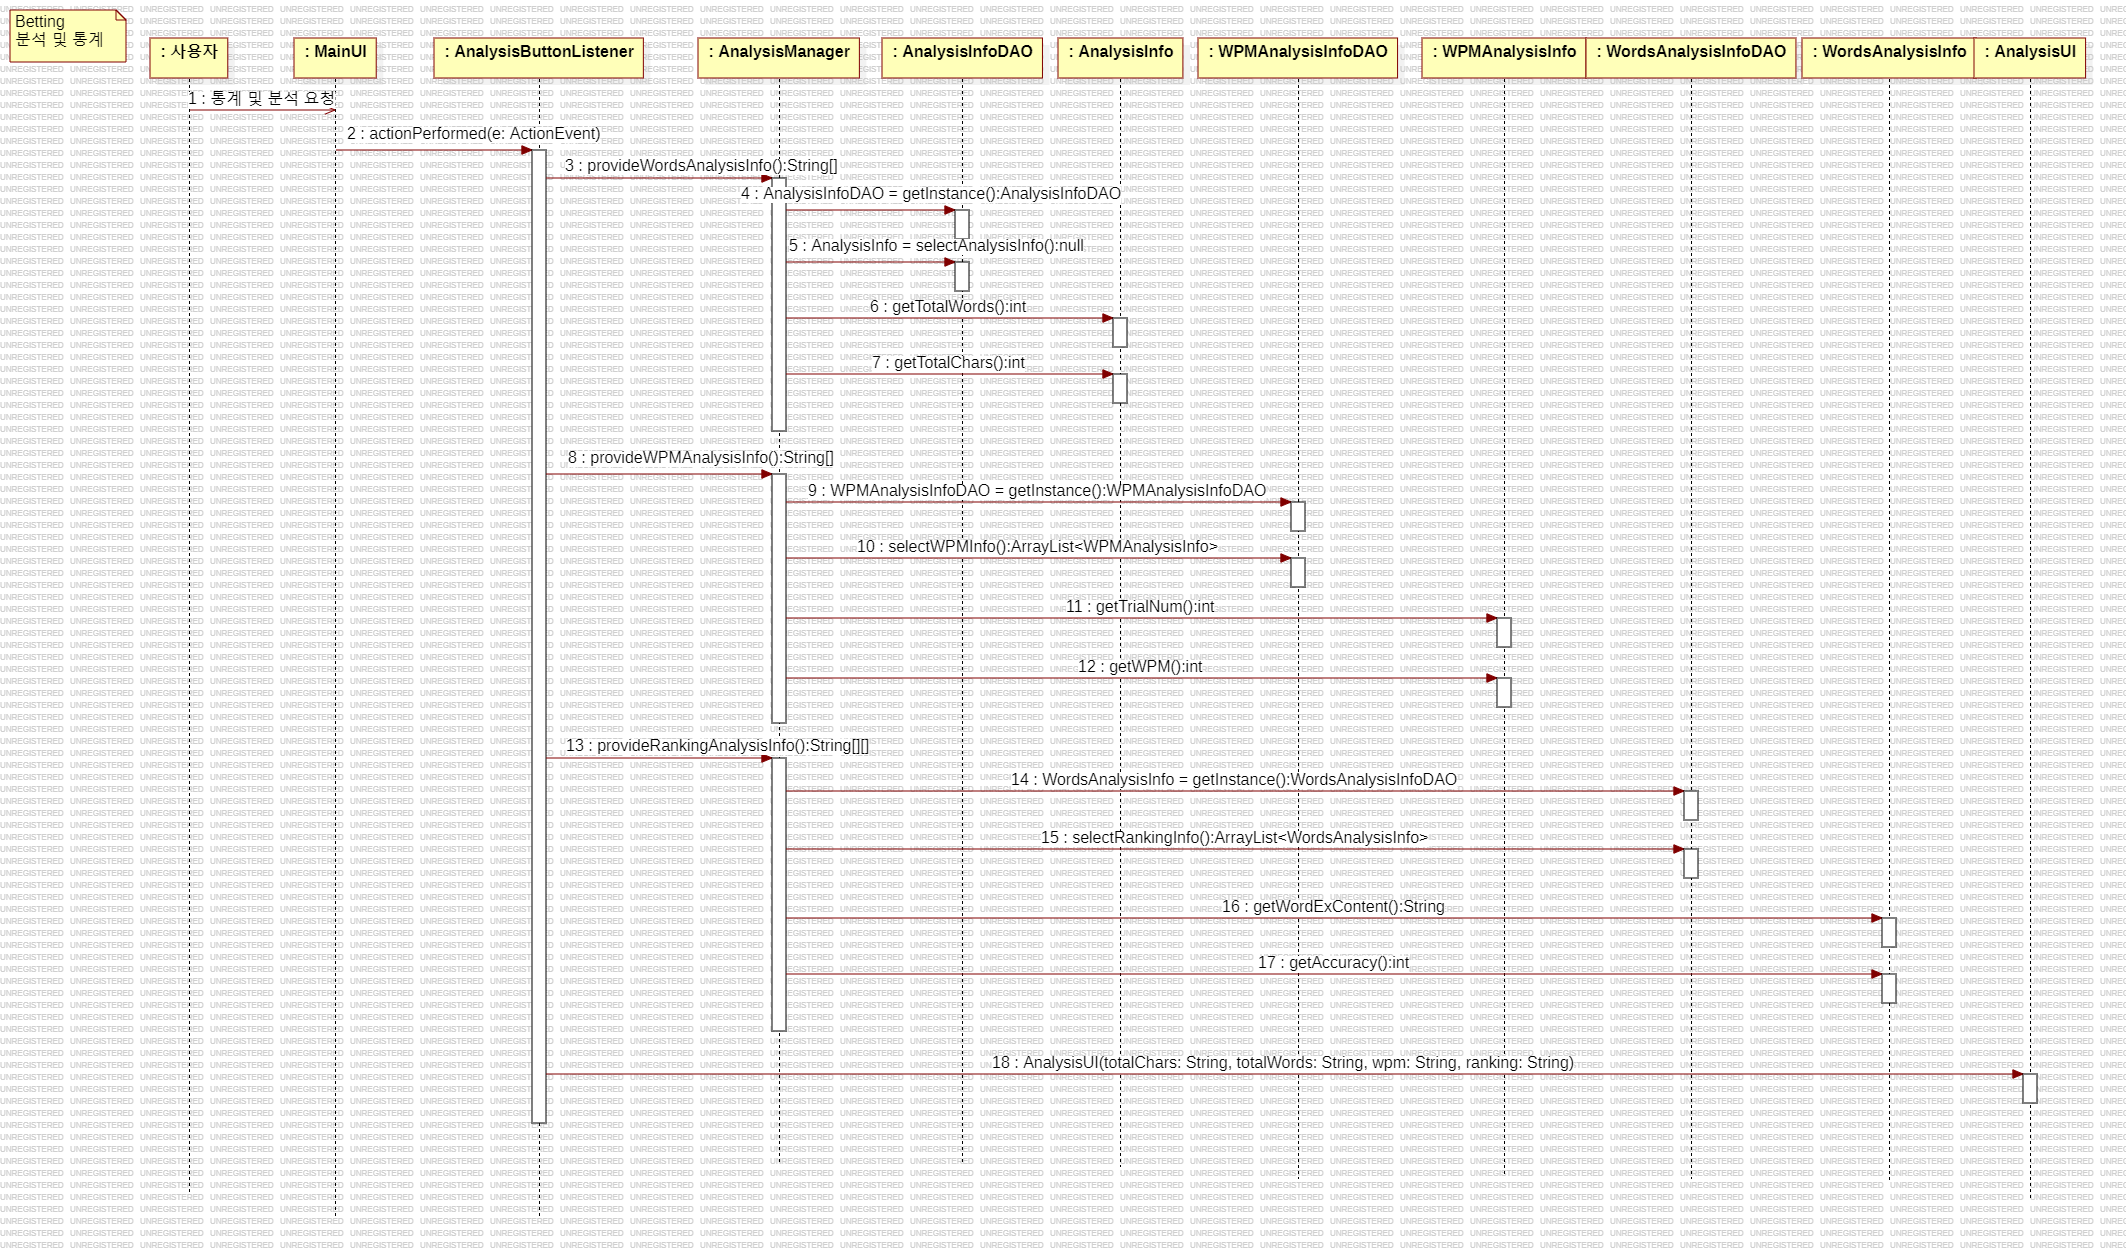 Betting
분석 및 통계
: 사용자
: MainUI
: AnalysisButtonListener
: AnalysisManager
: AnalysisInfoDAO
: AnalysisInfo
: WPMAnalysisInfoDAO
: WPMAnalysisInfo
: WordsAnalysisInfoDAO
: WordsAnalysisInfo
: AnalysisUI
1 : 통계 및 분석 요청
2 : actionPerformed(e: ActionEvent)
3 : provideWordsAnalysisInfo():String[]
4 : AnalysisInfoDAO = getInstance():AnalysisInfoDAO
5 : AnalysisInfo = selectAnalysisInfo():null
6 : getTotalWords():int
7 : getTotalChars():int
8 : provideWPMAnalysisInfo():String[]
9 : WPMAnalysisInfoDAO = getInstance():WPMAnalysisInfoDAO
10 : selectWPMInfo():ArrayList<WPMAnalysisInfo>
11 : getTrialNum():int
12 : getWPM():int
13 : provideRankingAnalysisInfo():String[][]
14 : WordsAnalysisInfo = getInstance():WordsAnalysisInfoDAO
15 : selectRankingInfo():ArrayList<WordsAnalysisInfo>
16 : getWordExContent():String
17 : getAccuracy():int
18 : AnalysisUI(totalChars: String, totalWords: String, wpm: String, ranking: String)
UNREGISTERED